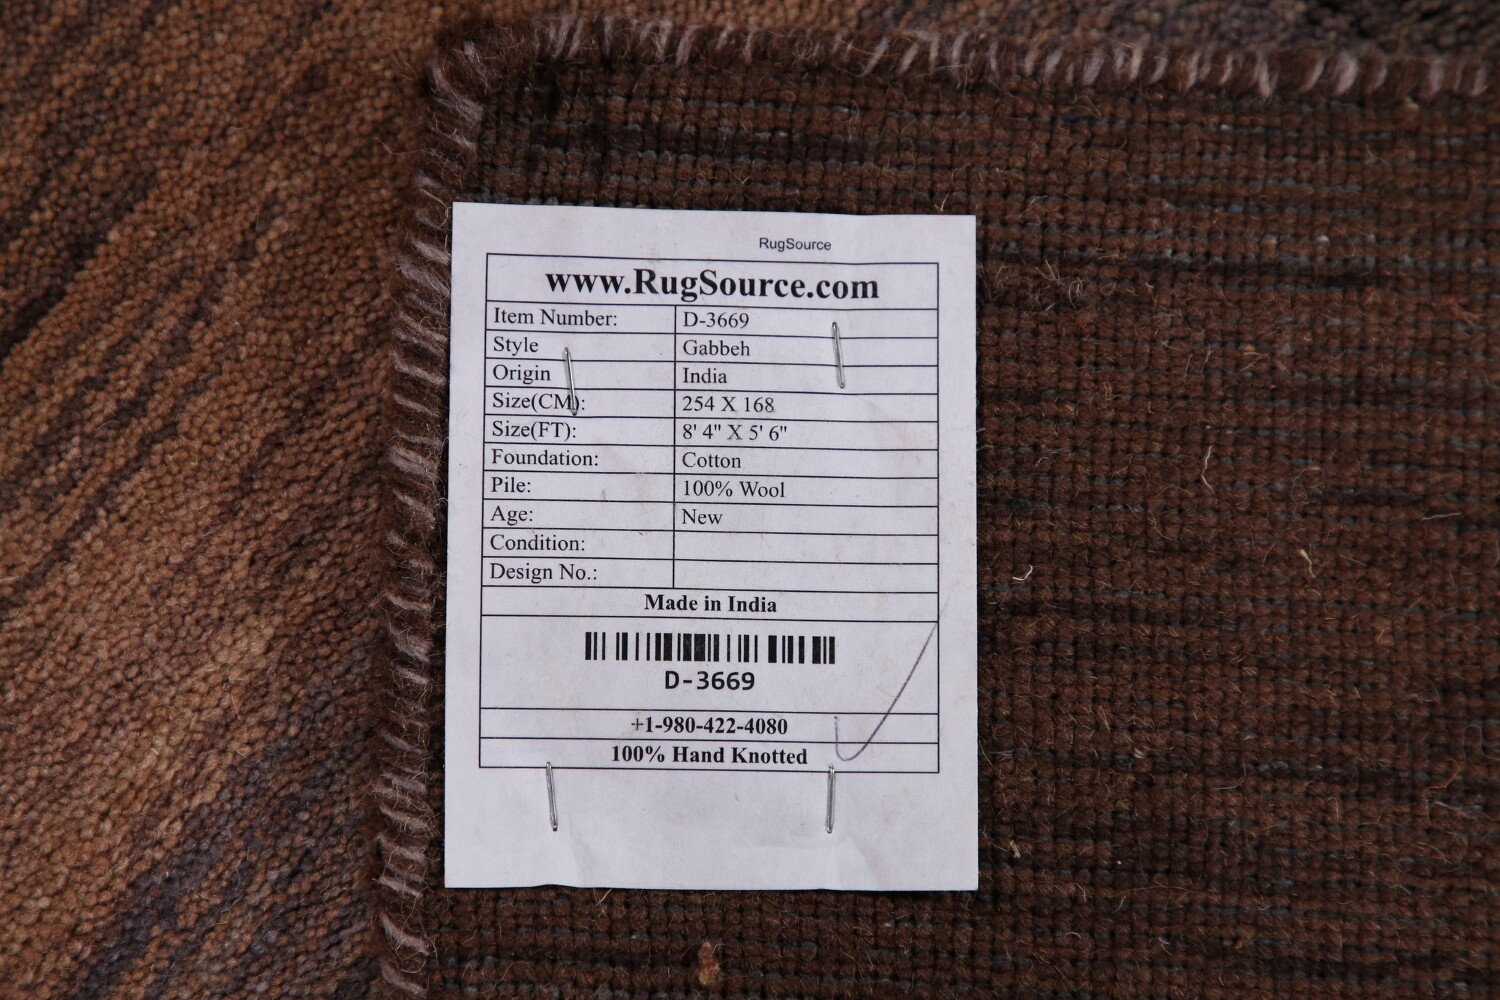 RugSource
www.RugSource.com
Item Number: D-3669
Style Gabbeh
Origin India
Size(CM): 254 X 168
Size(FT): 8' 4" X 5' 6"
Foundation: Cotton
Pile: 100% Wool
Age: New
Condition:
Design No.:
Made in India
D-3669
+1-980-422-4080
100% Hand Knotted